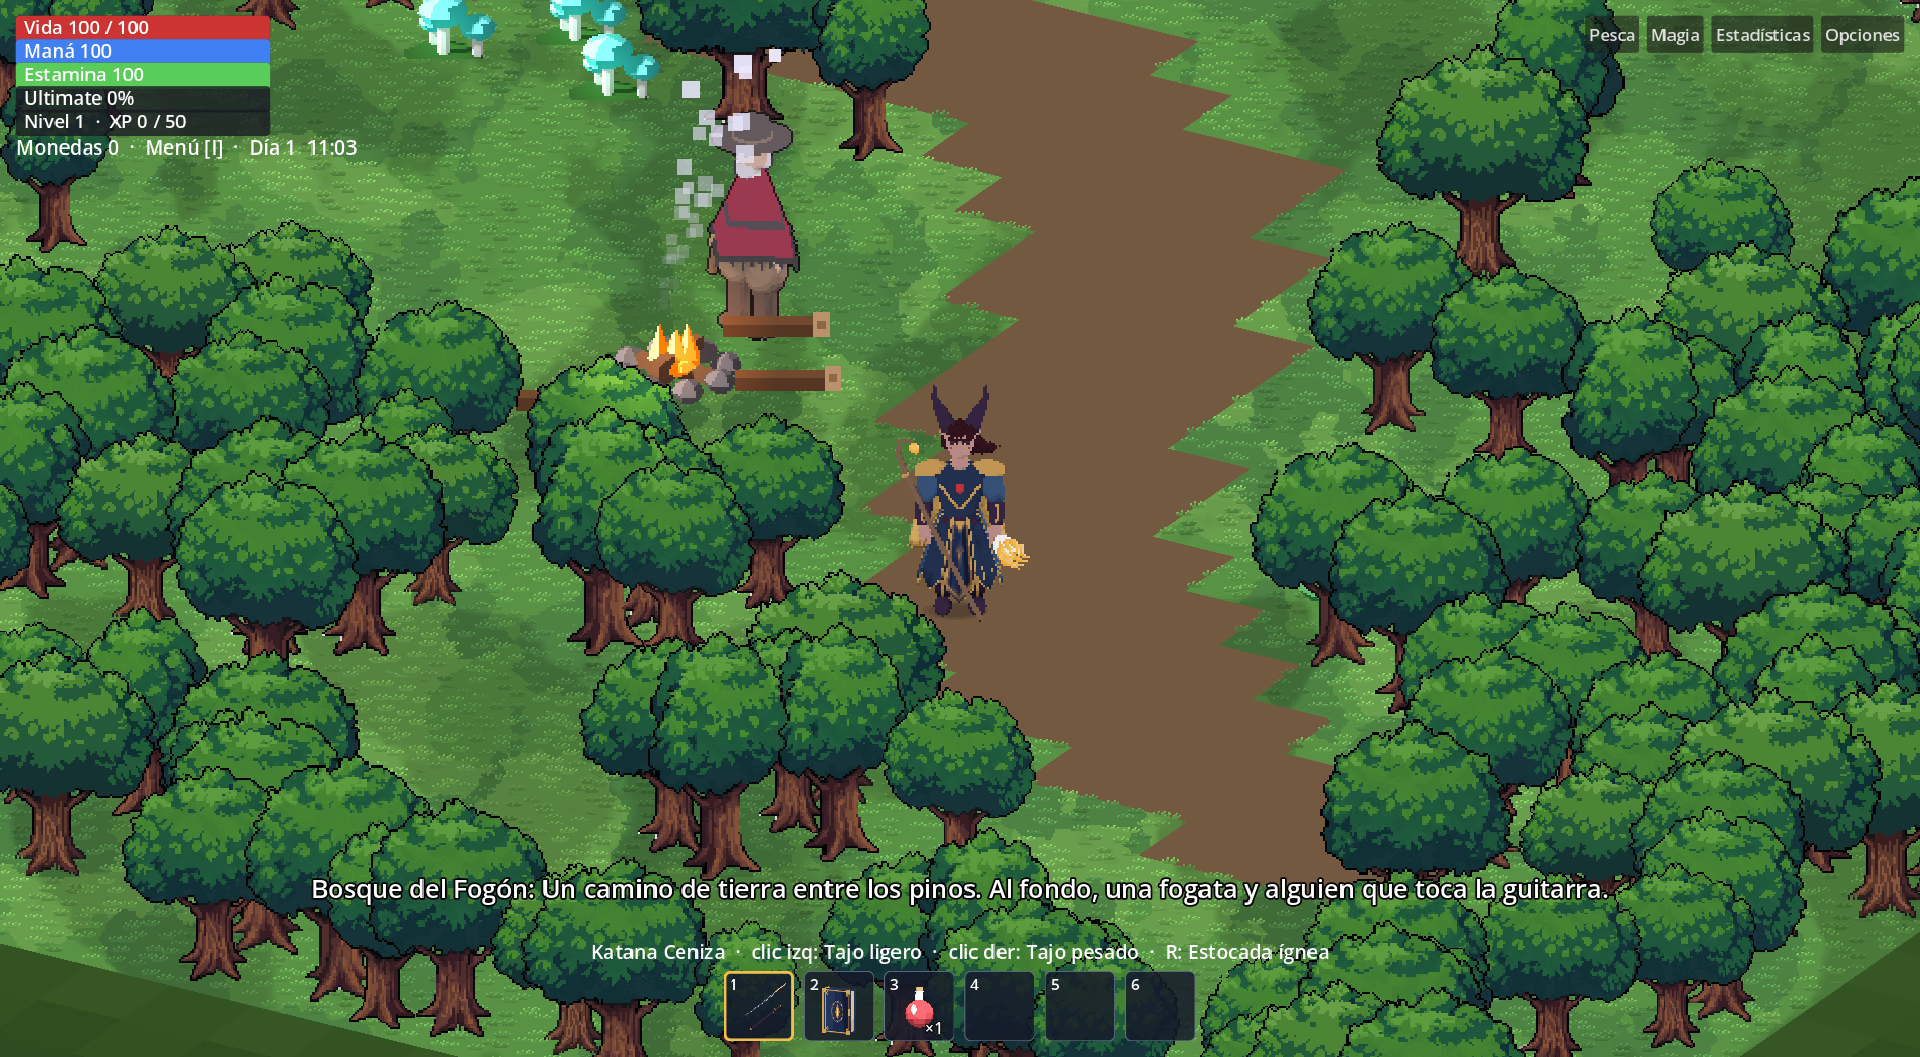 Vida 100 / 100
Maná 100
Estamina 100
Ultimate 0%
Nivel 1 · XP 0 / 50
Monedas 0 · Menú [I] · Día 1 11:03
Pesca Magia Estadísticas Opciones
Bosque del Fogón: Un camino de tierra entre los pinos. Al fondo, una fogata y alguien que toca la guitarra.
Katana Ceniza · clic izq: Tajo ligero · clic der: Tajo pesado · R: Estocada ígnea
1 2 3 4 5 6
×1